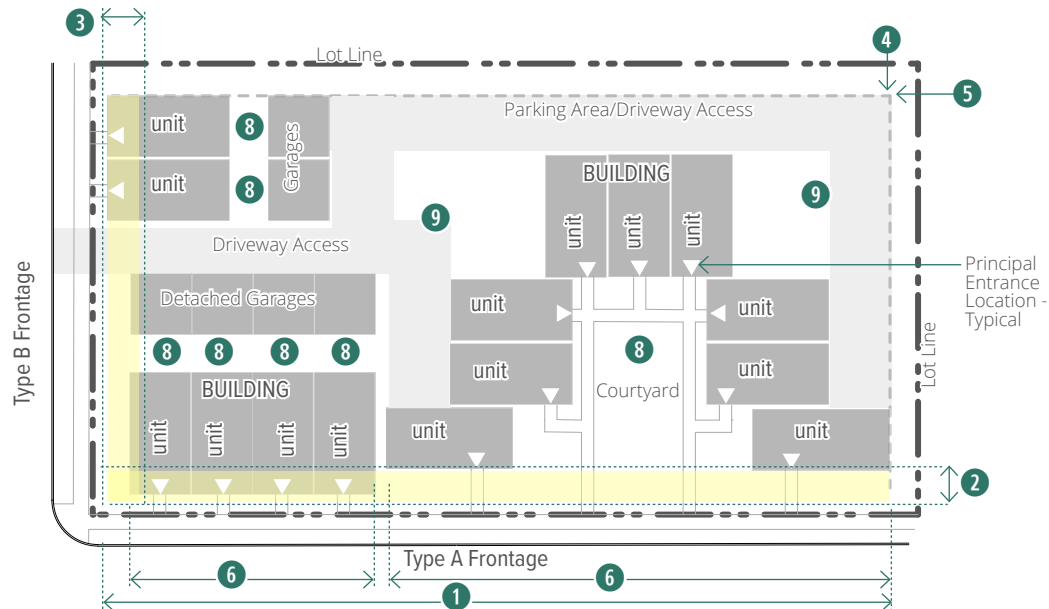 3
Lot Line
4
5
Parking Area/Driveway Access
unit
8
Garages
unit
8
BUILDING
9
9
unit
unit
unit
Driveway Access
Principal
Entrance
Location -
Typical
Detached Garages
unit
unit
Type B Frontage
Lot Line
8
8
8
8
8
unit
unit
Courtyard
BUILDING
unit
unit
unit
unit
unit
unit
2
Type A Frontage
6
6
1